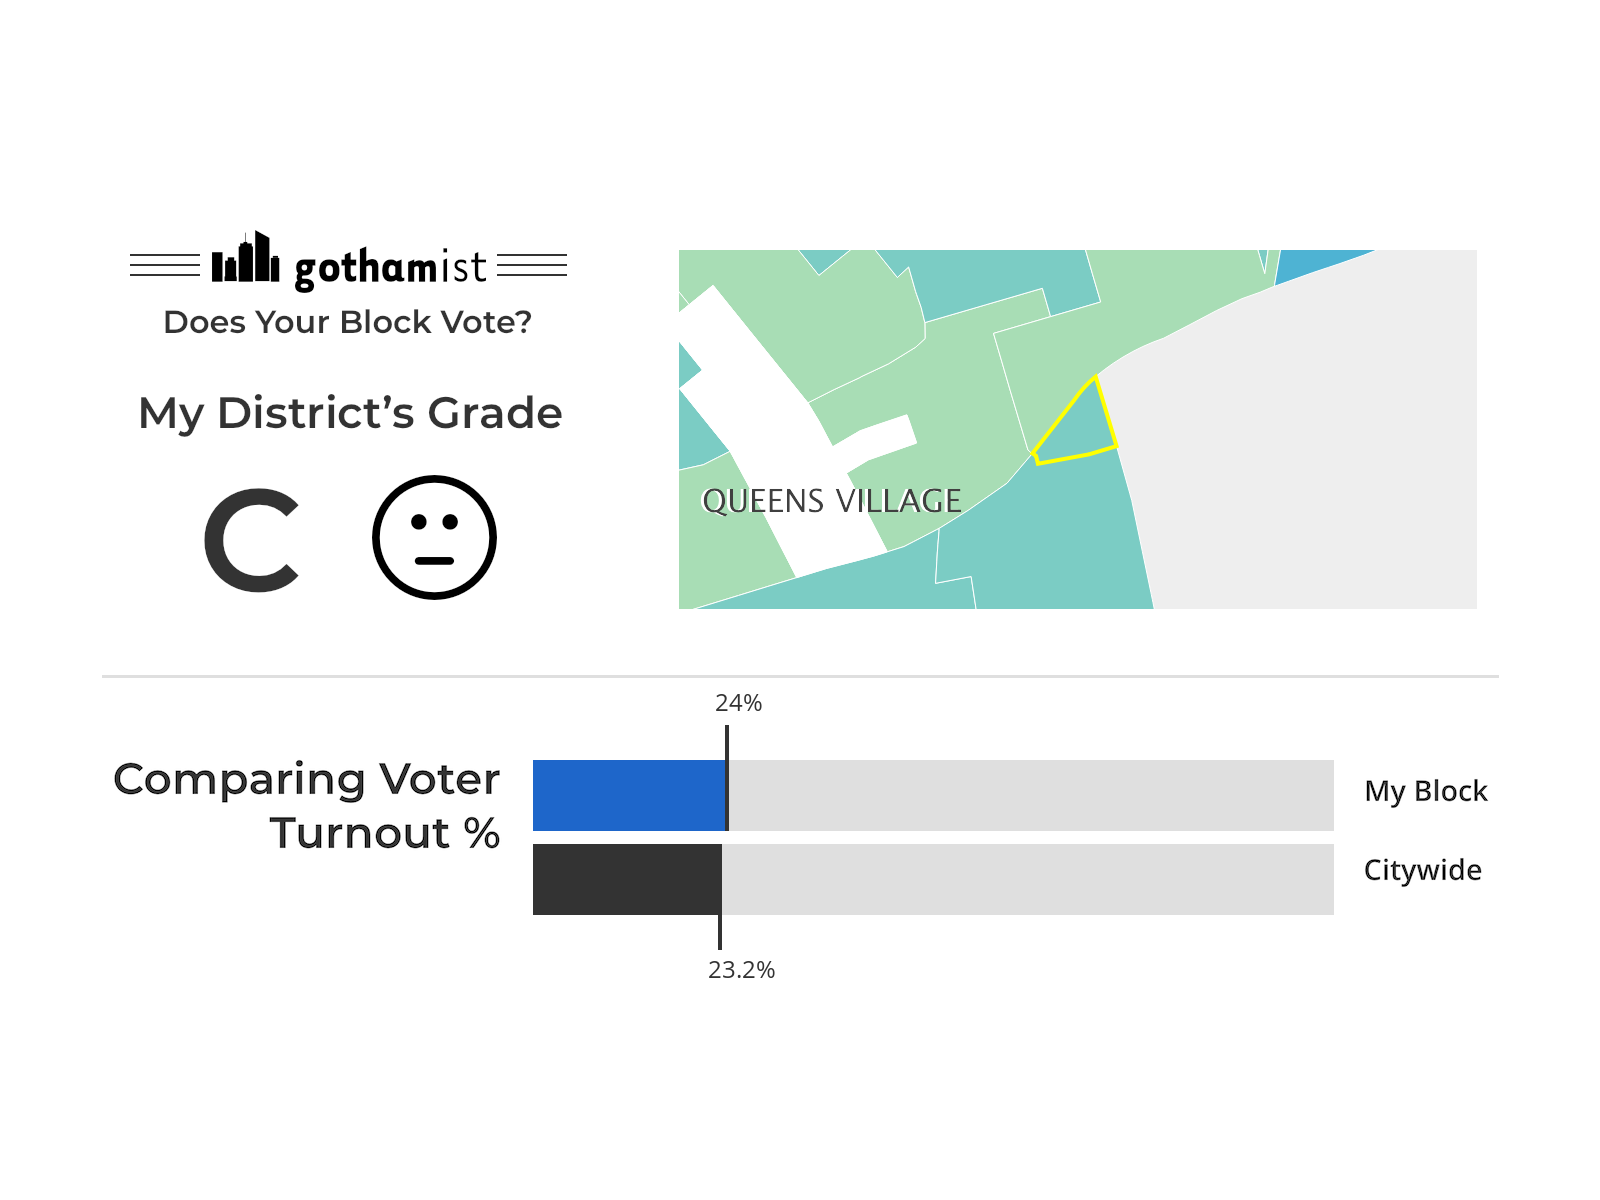 gothamist
Does Your Block Vote?
My District’s Grade
C
QUEENS VILLAGE
24%
Comparing Voter
Turnout %
My Block
Citywide
23.2%